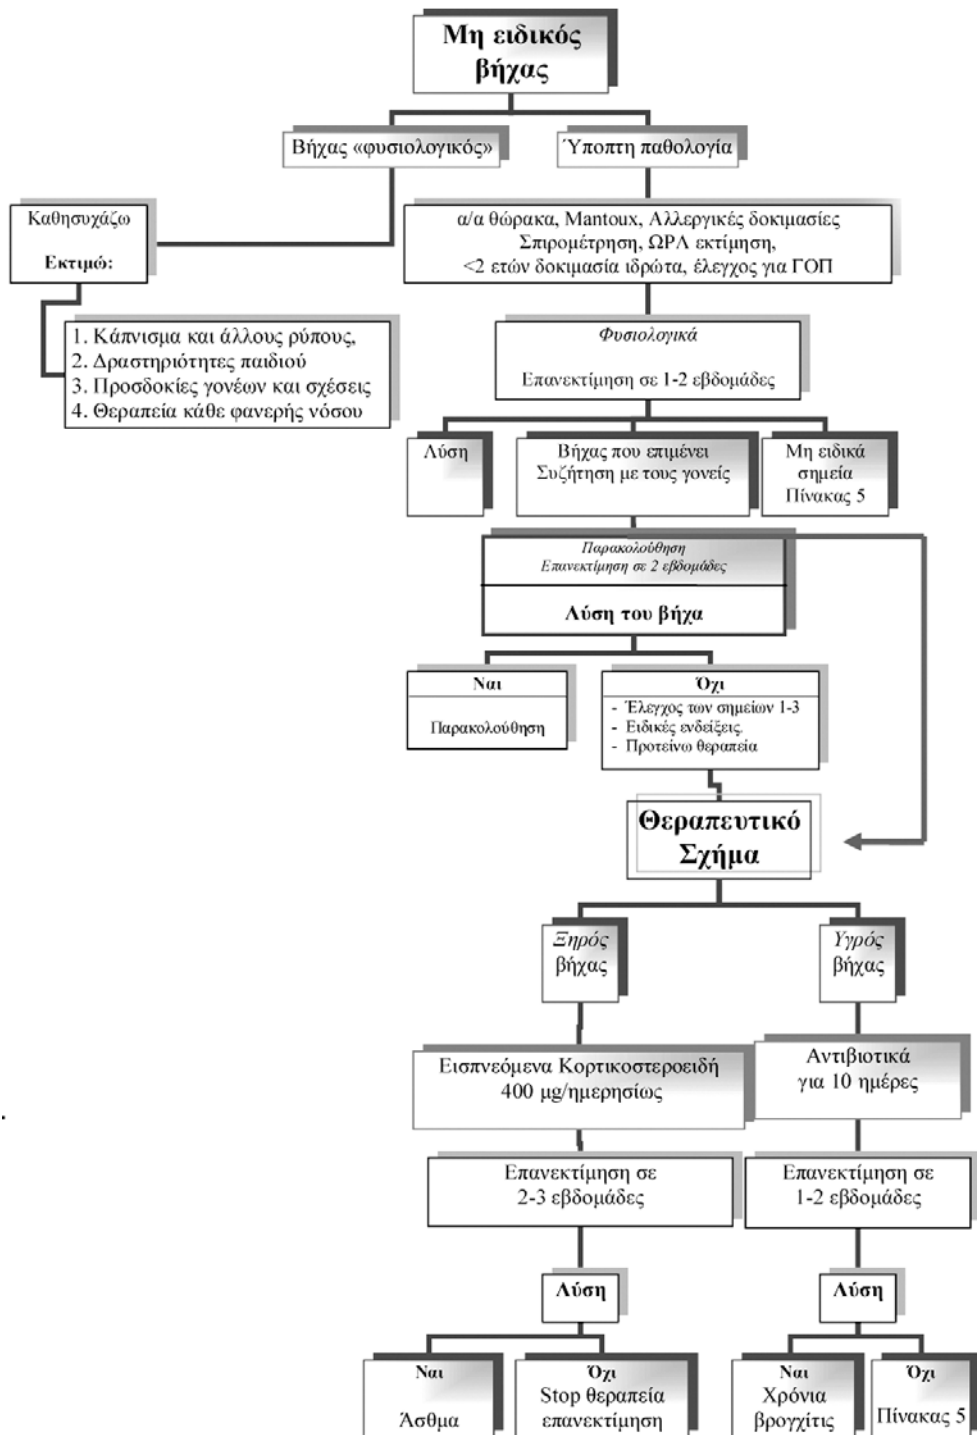 Μη ειδικός
βήχας
Βήχας «φυσιολογικός»
Ύποπτη παθολογία
Καθησυχάζω
Εκτιμώ:
α/α θώρακα, Mantoux, Αλλεργικές δοκιμασίες
Σπιρομέτρηση, ΩΡΛ εκτίμηση,
<2 ετών δοκιμασία ιδρώτα, έλεγχος για ΓΟΠ
1. Κάπνισμα και άλλους ρύπους,
2. Δραστηριότητες παιδιού
3. Προσδοκίες γονέων και σχέσεις
4. Θεραπεία κάθε φανερής νόσου
Φυσιολογικά
Επανεκτίμηση σε 1-2 εβδομάδες
Λύση
Βήχας που επιμένει
Συζήτηση με τους γονείς
Μη ειδικά
σημεία
Πίνακας 5
Παρακολούθηση
Επανεκτίμηση σε 2 εβδομάδες
Λύση του βήχα
Ναι
Παρακολούθηση
Όχι
- Έλεγχος των σημείων 1-3
- Ειδικές ενδείξεις.
- Προτείνω θεραπεία
Θεραπευτικό
Σχήμα
Ξηρός
βήχας
Υγρός
βήχας
Εισπνεόμενα Κορτικοστεροειδή
400 μg/ημερησίως
Αντιβιοτικά
για 10 ημέρες
Επανεκτίμηση σε
2-3 εβδομάδες
Επανεκτίμηση σε
1-2 εβδομάδες
Λύση
Λύση
Ναι
Άσθμα
Όχι
Stop θεραπεία
επανεκτίμηση
Ναι
Χρόνια
βρογχίτις
Όχι
Πίνακας 5